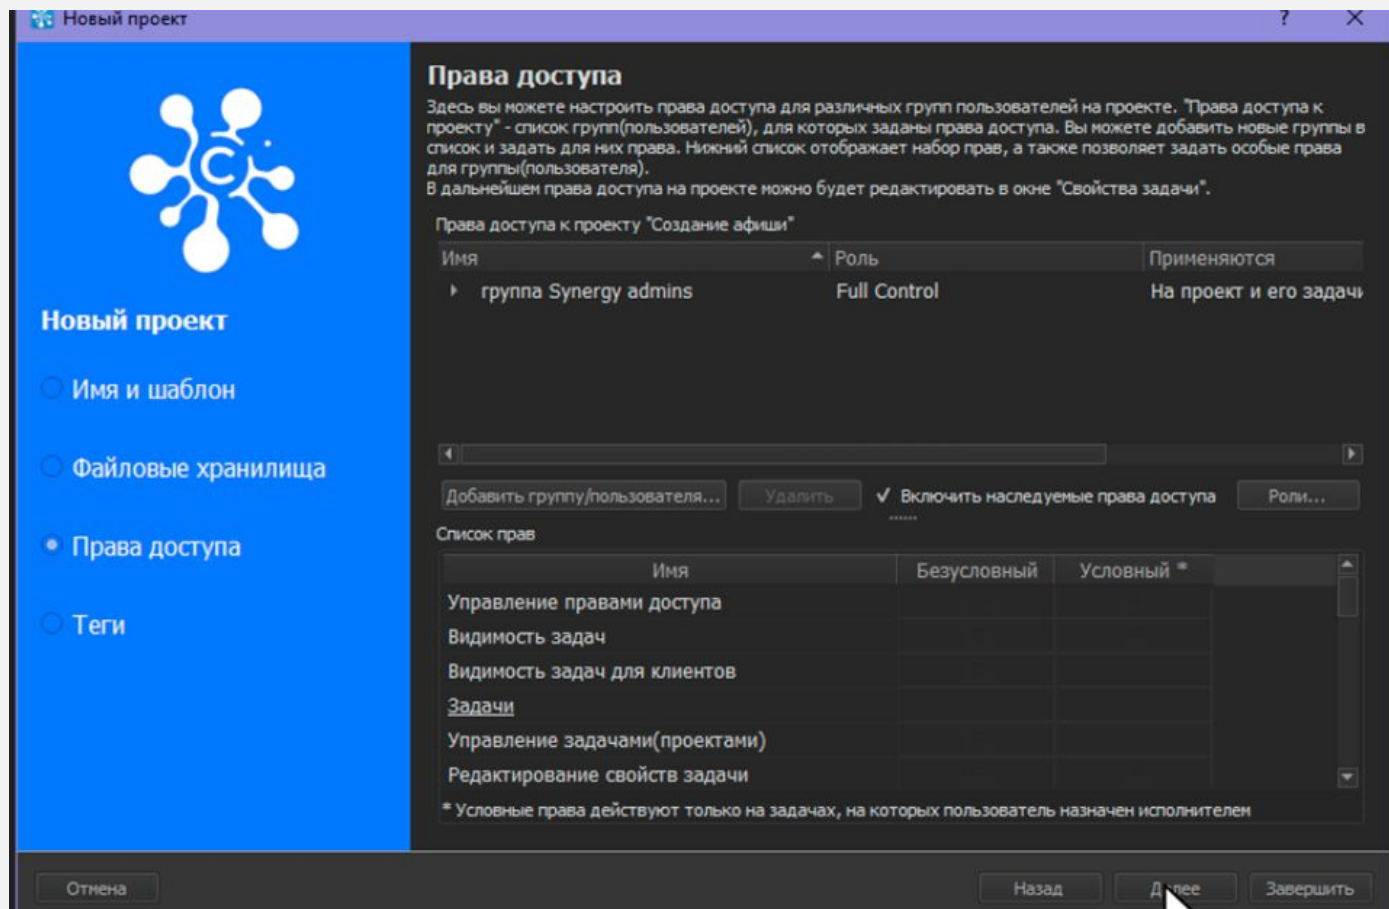 Новый проект
?
Права доступа
Здесь вы можете настроить права доступа для различных групп пользователей на проекте. "Права доступа к
проекту" - список групп(пользователей), для которых заданы права доступа. Вы можете добавить новые группы в
список и задать для них права. Нижний список отображает набор прав, а также позволяет задать особые права
для группы(пользователя).
В дальнейшем права доступа на проекте можно будет редактировать в окне "Свойства задачи".
Права доступа к проекту "Создание афиши"
Имя Роль Применяются
группа Synergy admins Full Control На проект и его задачи
C
Новый проект
Имя и шаблон
Файловые хранилища
Права доступа
Теги
Добавить группу/пользователя... Удалить Включить наследуемые права доступа Роли...
Список прав
Имя Безусловный Условный *
Управление правами доступа
Видимость задач
Видимость задач для клиентов
Задачи
Управление задачами(проектами)
Редактирование свойств задачи
* Условные права действуют только на задачах, на которых пользователь назначен исполнителем
Отмена Назад Далее Завершить